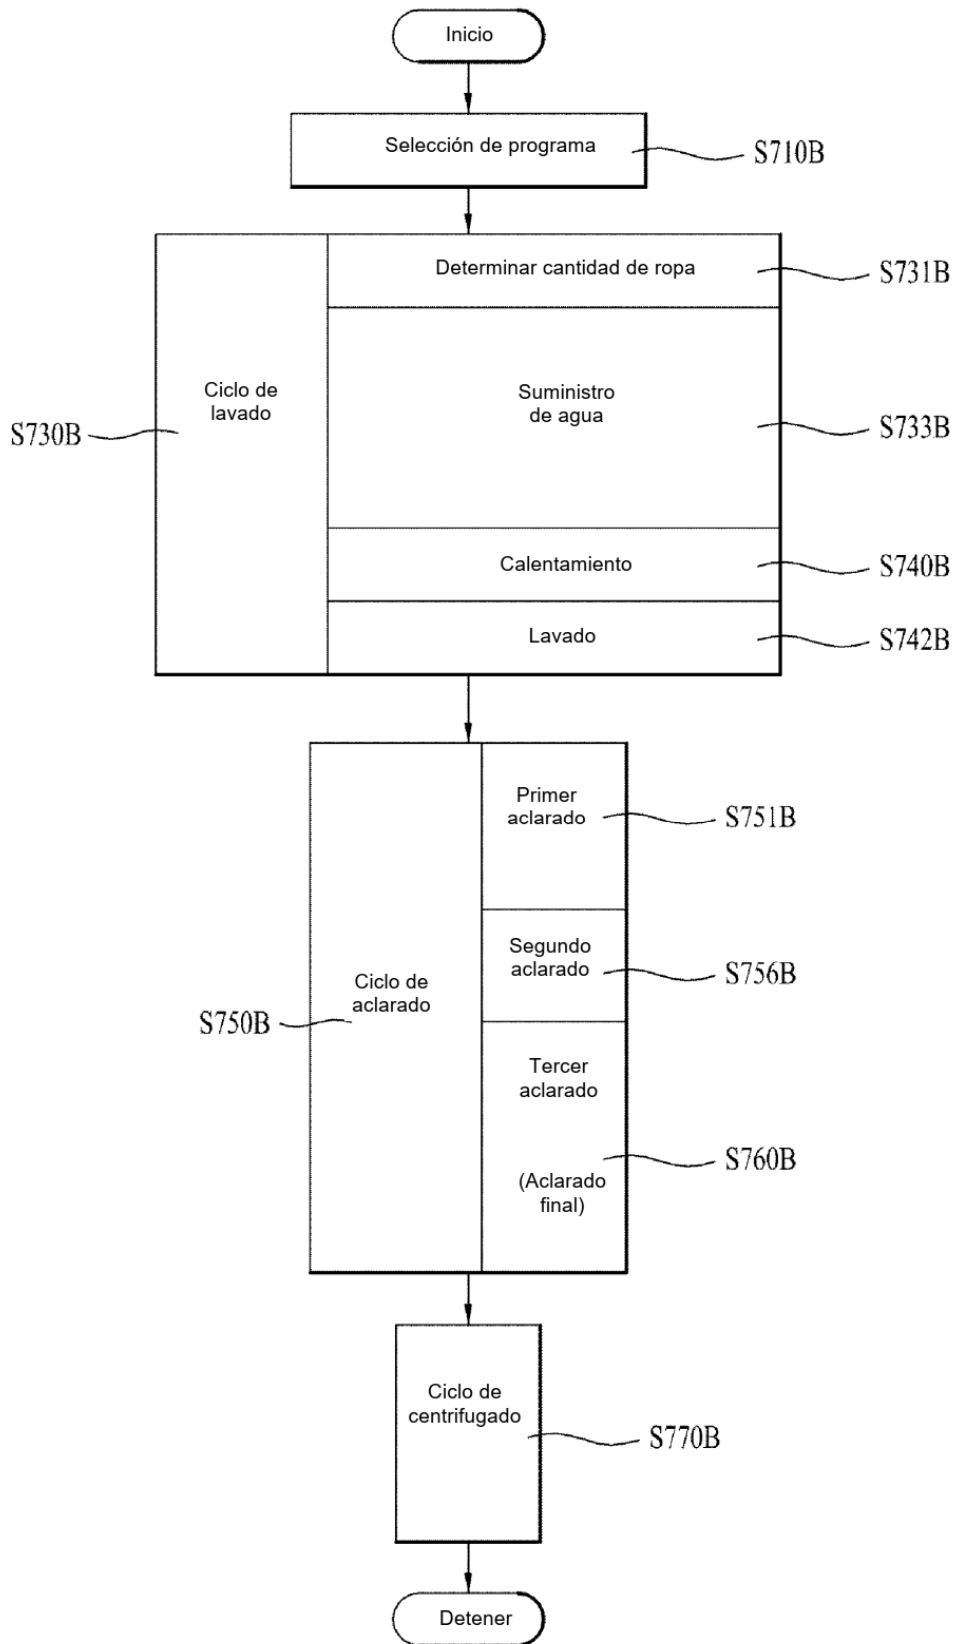 Inicio
Selección de programa
S710B
Determinar cantidad de ropa
S731B
Ciclo de
lavado
S730B
Suministro
de agua
S733B
Calentamiento
S740B
Lavado
S742B
Primer
aclarado
S751B
Segundo
aclarado
S756B
Ciclo de
aclarado
S750B
Tercer
aclarado
(Aclarado
final)
S760B
Ciclo de
centrifugado
S770B
Detener